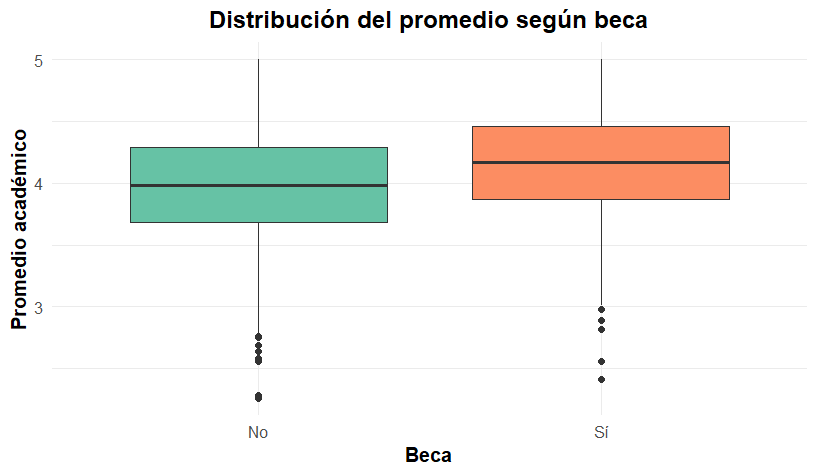 Distribución del promedio según beca
Promedio académico
5
4
3
No
Sí
Beca